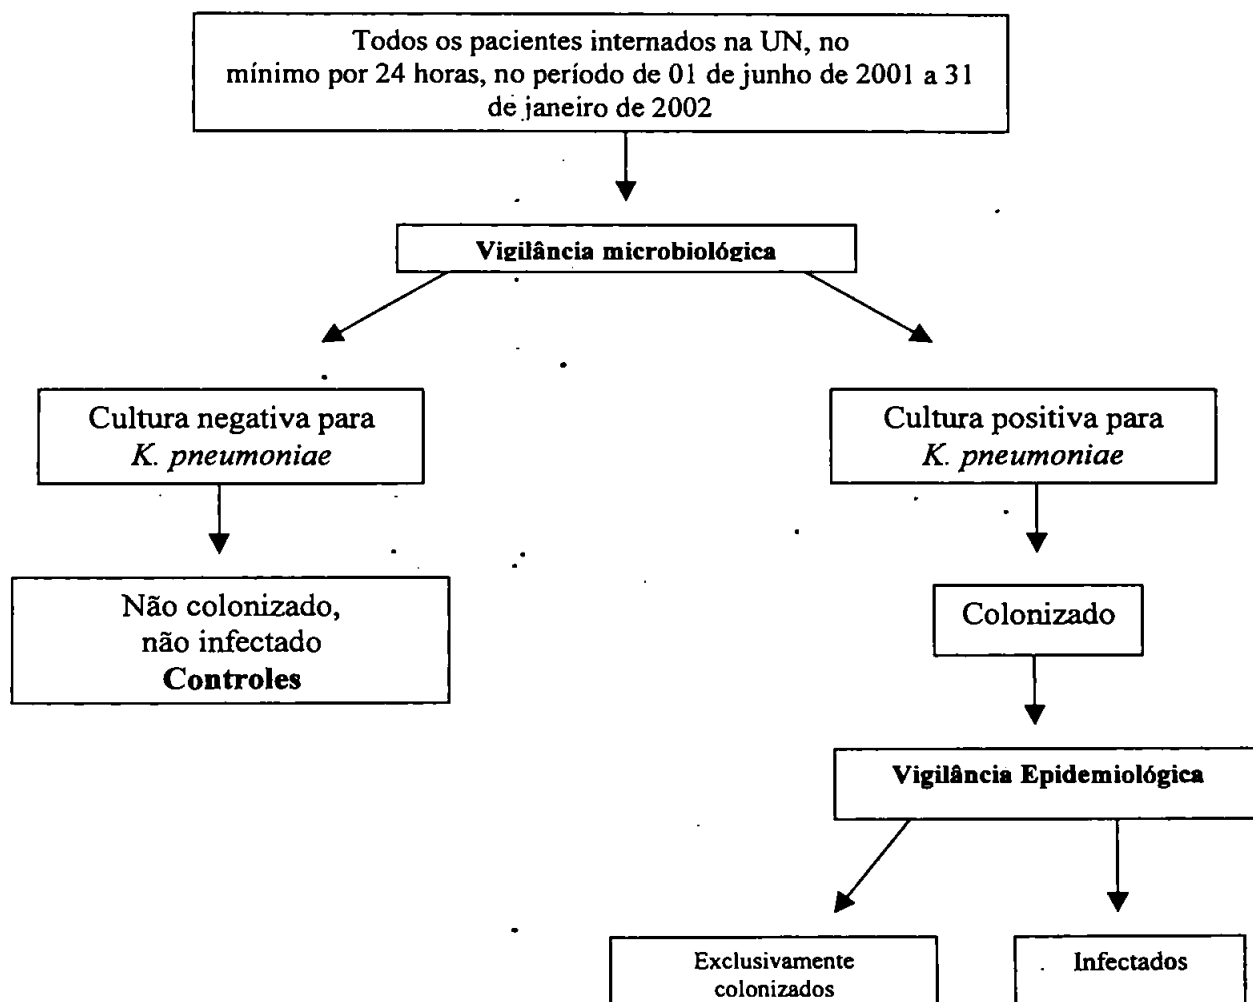 Todos os pacientes internados na UN, no
mínimo por 24 horas, no período de 01 de junho de 2001 a 31
de janeiro de 2002
Vigilância microbiológica
Cultura negativa para
K. pneumoniae
Cultura positiva para
K. pneumoniae
Não colonizado,
não infectado
Controles
Colonizado
Vigilância Epidemiológica
Exclusivamente
colonizados
Infectados